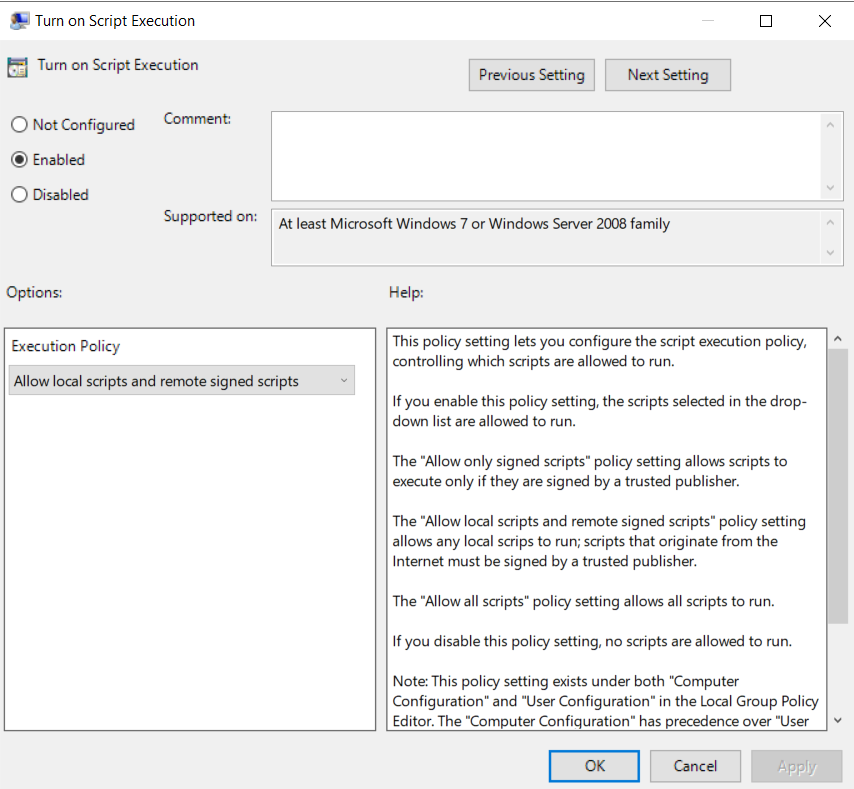 Turn on Script Execution
Turn on Script Execution
Previous Setting
Next Setting
Not Configured
Enabled
Disabled
Comment:
Supported on:
At least Microsoft Windows 7 or Windows Server 2008 family
Options:
Help:
Execution Policy
Allow local scripts and remote signed scripts
This policy setting lets you configure the script execution policy,
controlling which scripts are allowed to run.
If you enable this policy setting, the scripts selected in the drop-
down list are allowed to run.
The "Allow only signed scripts" policy setting allows scripts to
execute only if they are signed by a trusted publisher.
The "Allow local scripts and remote signed scripts" policy setting
allows any local scrips to run; scripts that originate from the
Internet must be signed by a trusted publisher.
The "Allow all scripts" policy setting allows all scripts to run.
If you disable this policy setting, no scripts are allowed to run.
Note: This policy setting exists under both "Computer
Configuration" and "User Configuration" in the Local Group Policy
Editor. The "Computer Configuration" has precedence over "User
OK
Cancel
Apply